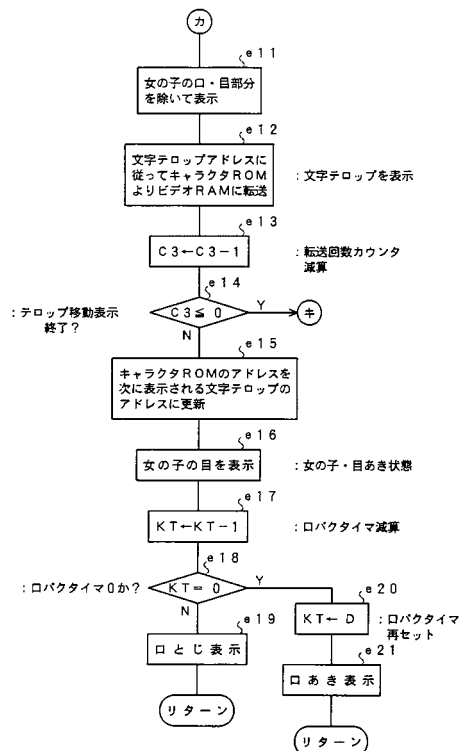 カ
e11
女の子の口・目部分
を除いて表示
e12
文字テロップアドレスに
従ってキャラクタROM
よりビデオRAMに転送
:文字テロップを表示
e13
C3←C3-1
:転送回数カウンタ
減算
e14
:テロップ移動表示
終了?
C3≦0
Y
キ
N
e15
キャラクタROMのアドレスを
次に表示される文字テロップの
アドレスに更新
e16
女の子の目を表示
:女の子・目あき状態
e17
KT←KT-1
:口パクタイマ減算
e18
:口パクタイマ0か?
KT=0
Y
N
e19
口とじ表示
リターン
e20
KT←D
:口パクタイマ
再セット
e21
口あき表示
リターン